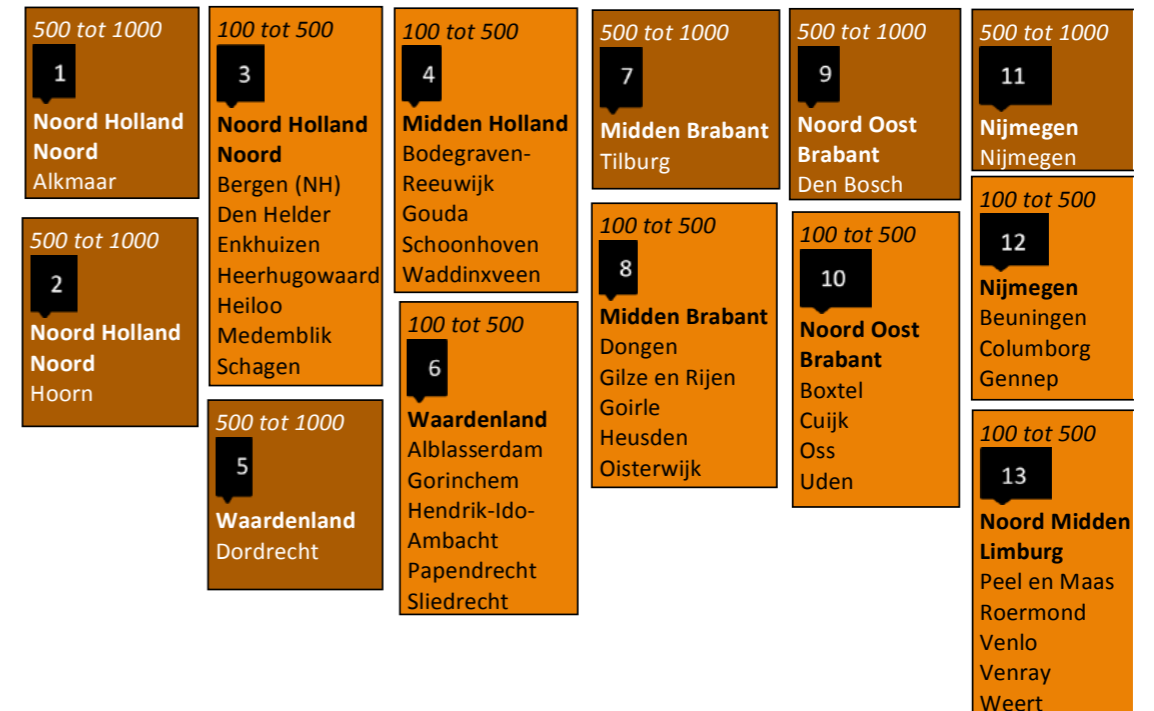 500 tot 1000
1
Noord Holland
Noord
Alkmaar
500 tot 1000
2
Noord Holland
Noord
Hoorn
100 tot 500
3
Noord Holland
Noord
Bergen (NH)
Den Helder
Enkhuizen
Heerhugowaard
Heiloo
Medemblik
Schagen
100 tot 500
4
Midden Holland
Bodegraven-
Reeuwijk
Gouda
Schoonhoven
Waddinxveen
500 tot 1000
5
Waardenland
Dordrecht
100 tot 500
6
Waardenland
Alblasserdam
Gorinchem
Hendrik-Ido-
Ambacht
Papendrecht
Sliedrecht
500 tot 1000
7
Midden Brabant
Tilburg
100 tot 500
8
Midden Brabant
Dongen
Gilze en Rijen
Goirle
Heusden
Oisterwijk
500 tot 1000
9
Noord Oost
Brabant
Den Bosch
100 tot 500
10
Noord Oost
Brabant
Boxtel
Cuijk
Oss
Uden
500 tot 1000
11
Nijmegen
Nijmegen
100 tot 500
12
Nijmegen
Beuningen
Columborg
Gennep
100 tot 500
13
Noord Midden
Limburg
Peel en Maas
Roermond
Venlo
Venray
Weert